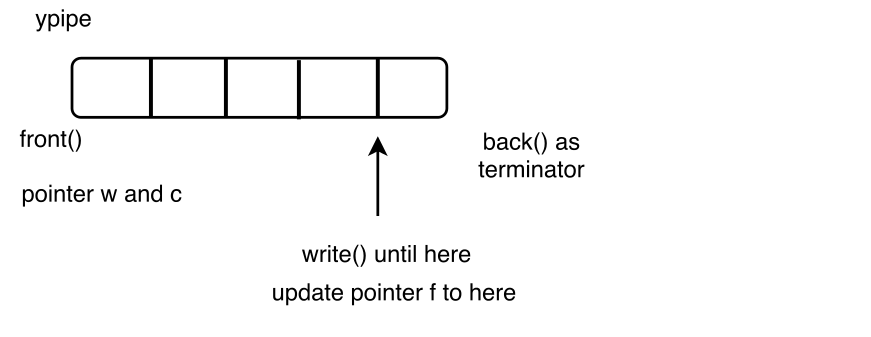 ypipe
front()
back() as
terminator
pointer w and c
write() until here
update pointer f to here